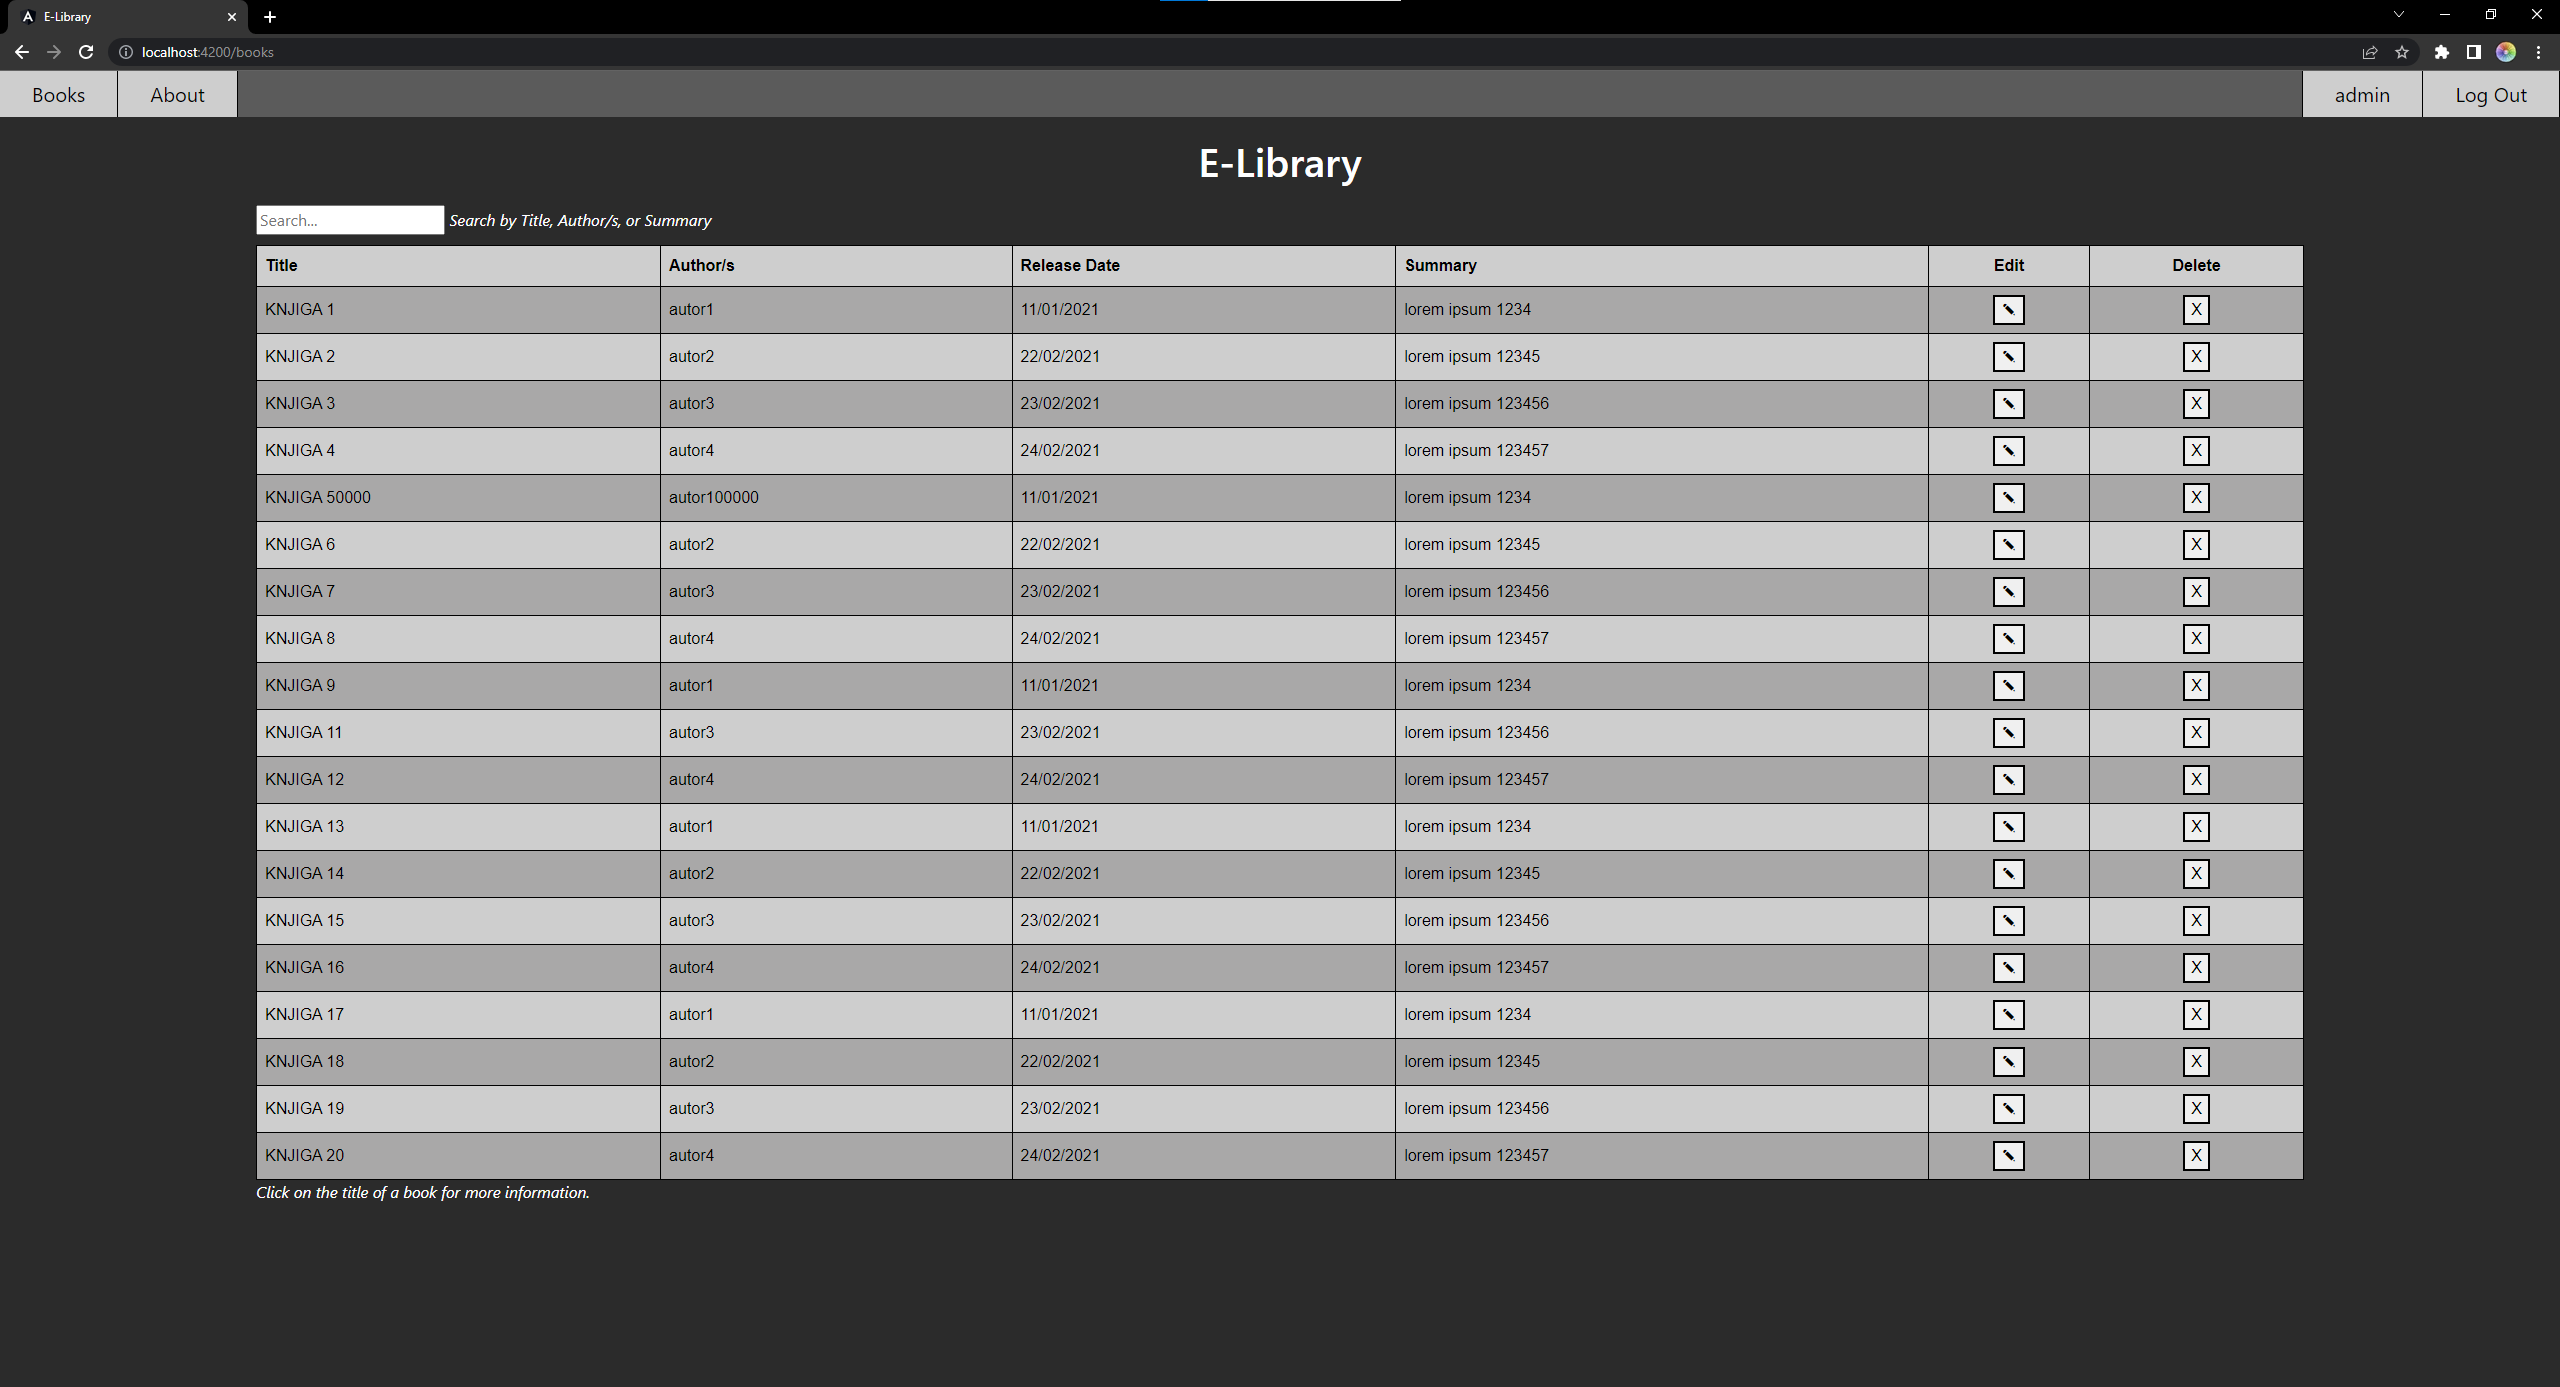 E-Library
localhost:4200/books
Books About admin Log Out
E-Library
Search... Search by Title, Author/s, or Summary
Title Author/s Release Date Summary Edit Delete
KNJIGA 1 autor1 11/01/2021 lorem ipsum 1234 X
KNJIGA 2 autor2 22/02/2021 lorem ipsum 12345 X
KNJIGA 3 autor3 23/02/2021 lorem ipsum 123456 X
KNJIGA 4 autor4 24/02/2021 lorem ipsum 123457 X
KNJIGA 50000 autor100000 11/01/2021 lorem ipsum 1234 X
KNJIGA 6 autor2 22/02/2021 lorem ipsum 12345 X
KNJIGA 7 autor3 23/02/2021 lorem ipsum 123456 X
KNJIGA 8 autor4 24/02/2021 lorem ipsum 123457 X
KNJIGA 9 autor1 11/01/2021 lorem ipsum 1234 X
KNJIGA 11 autor3 23/02/2021 lorem ipsum 123456 X
KNJIGA 12 autor4 24/02/2021 lorem ipsum 123457 X
KNJIGA 13 autor1 11/01/2021 lorem ipsum 1234 X
KNJIGA 14 autor2 22/02/2021 lorem ipsum 12345 X
KNJIGA 15 autor3 23/02/2021 lorem ipsum 123456 X
KNJIGA 16 autor4 24/02/2021 lorem ipsum 123457 X
KNJIGA 17 autor1 11/01/2021 lorem ipsum 1234 X
KNJIGA 18 autor2 22/02/2021 lorem ipsum 12345 X
KNJIGA 19 autor3 23/02/2021 lorem ipsum 123456 X
KNJIGA 20 autor4 24/02/2021 lorem ipsum 123457 X
Click on the title of a book for more information.